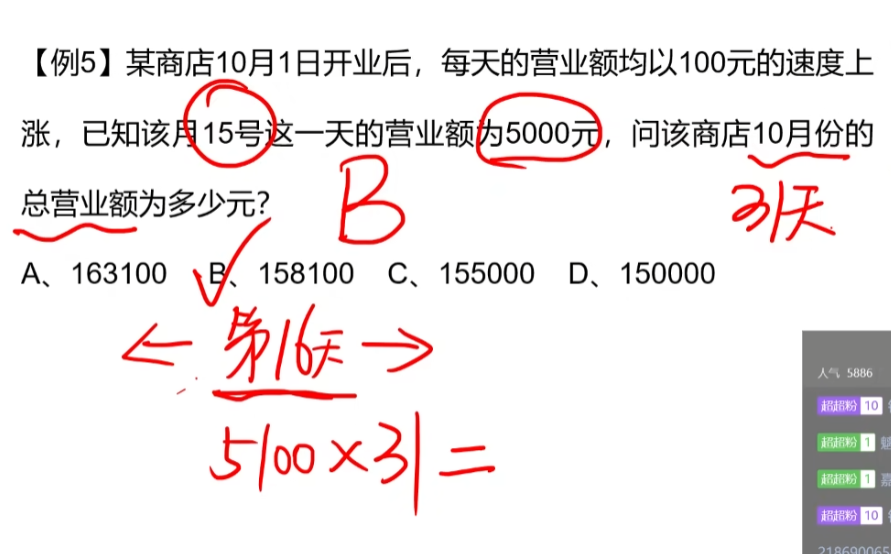 【例5】某商店10月1日开业后，每天的营业额均以100元的速度上
涨，已知该月15号这一天的营业额为5000元，问该商店10月份的
总营业额为多少元?
B
31天
A、163100 B、158100 C、155000 D、150000
← 第16天 →
5100×31=
人气 5886
超超粉 10
超超粉 1
超超粉 1
超超粉 10
218690065